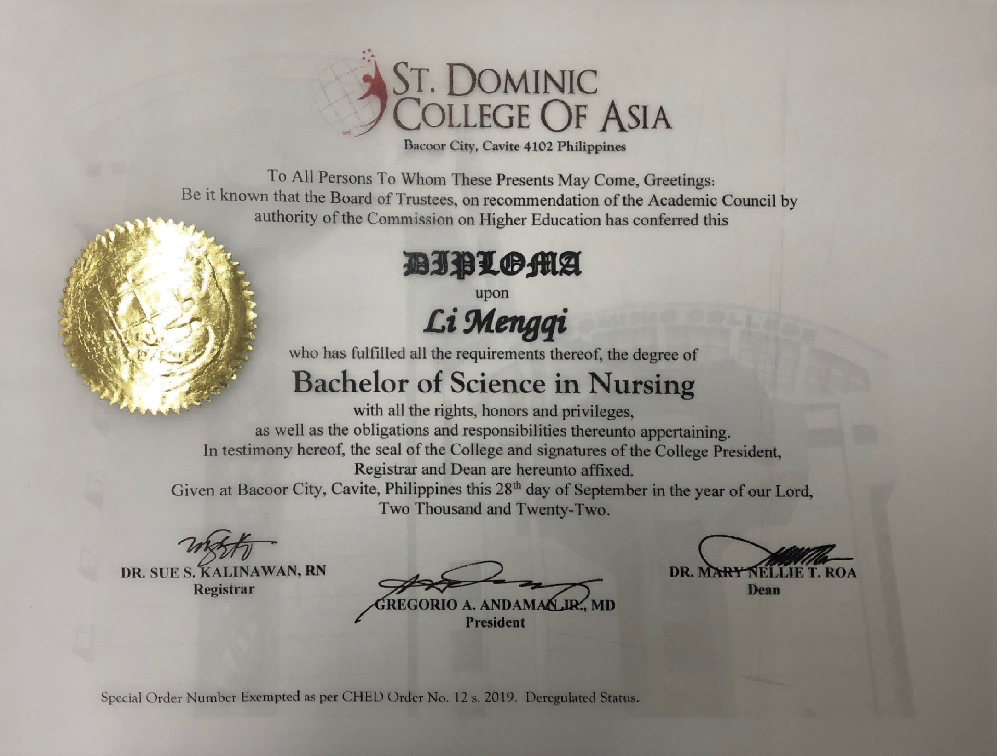 ST. DOMINIC
COLLEGE OF ASIA
Bacoor City, Cavite 4102 Philippines
To All Persons To Whom These Presents May Come, Greetings:
Be it known that the Board of Trustees, on recommendation of the Academic Council by
authority of the Commission on Higher Education has conferred this
DIPLOMA
upon
Li Mengqi
who has fulfilled all the requirements thereof, the degree of
Bachelor of Science in Nursing
with all the rights, honors and privileges,
as well as the obligations and responsibilities thereunto appertaining.
In testimony hereof, the seal of the College and signatures of the College President,
Registrar and Dean are hereunto affixed.
Given at Bacoor City, Cavite, Philippines this 28th day of September in the year of our Lord,
Two Thousand and Twenty-Two.
DR. SUE S. KALINAWAN, RN
Registrar
DR. MARY NELLIE T. ROA
Dean
GREGORIO A. ANDAMAN, JR., MD
President
Special Order Number Exempted as per CHED Order No. 12 s. 2019. Deregulated Status.